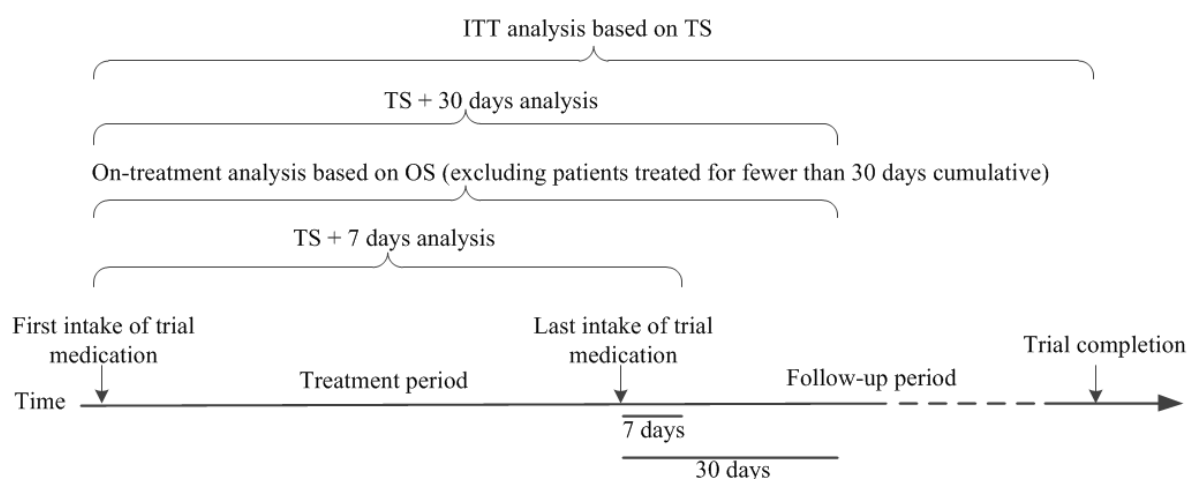 ITT analysis based on TS
TS + 30 days analysis
On-treatment analysis based on OS (excluding patients treated for fewer than 30 days cumulative)
TS + 7 days analysis
First intake of trial
medication
Last intake of trial
medication
Trial completion
Treatment period
Follow-up period
Time
7 days
30 days